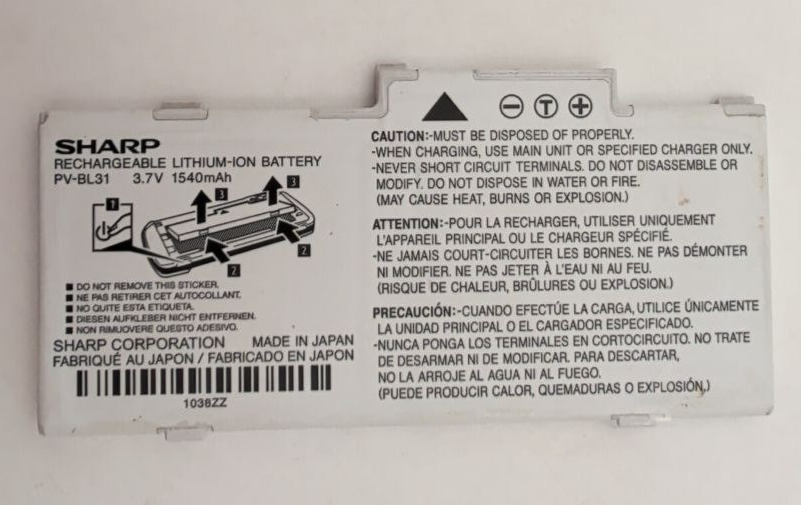 SHARP
RECHARGEABLE LITHIUM-ION BATTERY
PV-BL31 3.7V 1540mAh
1
3
3
2
2
■ DO NOT REMOVE THIS STICKER.
■ NE PAS RETIRER CET AUTOCOLLANT.
■ NO QUITE ESTA ETIQUETA.
■ DIESEN AUFKLEBER NICHT ENTFERNEN.
■ NON RIMUOVERE QUESTO ADESIVO.
SHARP CORPORATION MADE IN JAPAN
FABRIQUÉ AU JAPON / FABRICADO EN JAPON
1038ZZ
− T +
CAUTION:-MUST BE DISPOSED OF PROPERLY.
-WHEN CHARGING, USE MAIN UNIT OR SPECIFIED CHARGER ONLY.
-NEVER SHORT CIRCUIT TERMINALS. DO NOT DISASSEMBLE OR
MODIFY. DO NOT DISPOSE IN WATER OR FIRE.
(MAY CAUSE HEAT, BURNS OR EXPLOSION.)
ATTENTION:-POUR LA RECHARGER, UTILISER UNIQUEMENT
L'APPAREIL PRINCIPAL OU LE CHARGEUR SPÉCIFIÉ.
-NE JAMAIS COURT-CIRCUITER LES BORNES. NE PAS DÉMONTER
NI MODIFIER. NE PAS JETER À L'EAU NI AU FEU.
(RISQUE DE CHALEUR, BRÛLURES OU EXPLOSION.)
PRECAUCIÓN:-CUANDO EFECTÚE LA CARGA, UTILICE ÚNICAMENTE
LA UNIDAD PRINCIPAL O EL CARGADOR ESPECIFICADO.
-NUNCA PONGA LOS TERMINALES EN CORTOCIRCUITO. NO TRATE
DE DESARMAR NI DE MODIFICAR. PARA DESCARTAR,
NO LA ARROJE AL AGUA NI AL FUEGO.
(PUEDE PRODUCIR CALOR, QUEMADURAS O EXPLOSIÓN.)